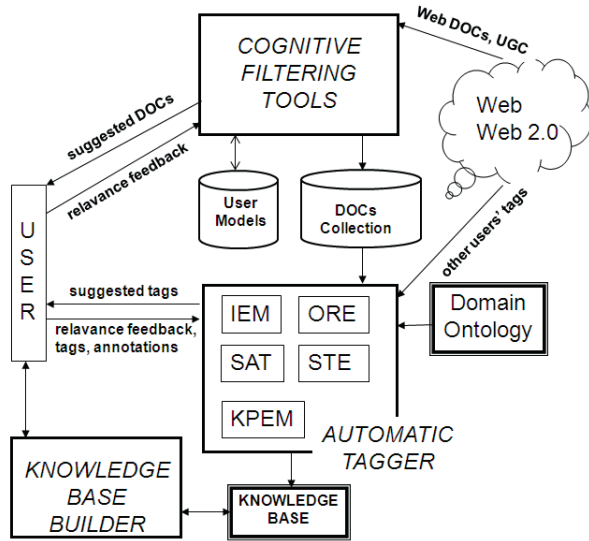 COGNITIVE
FILTERING
TOOLS
Web DOCs, UGC
Web
Web 2.0
suggested DOCs
relavance feedback
User
Models
DOCs
Collection
other users' tags
U
S
E
R
suggested tags
relavance feedback,
tags, annotations
IEM
ORE
SAT
STE
KPEM
Domain
Ontology
AUTOMATIC
TAGGER
KNOWLEDGE
BASE
BUILDER
KNOWLEDGE
BASE